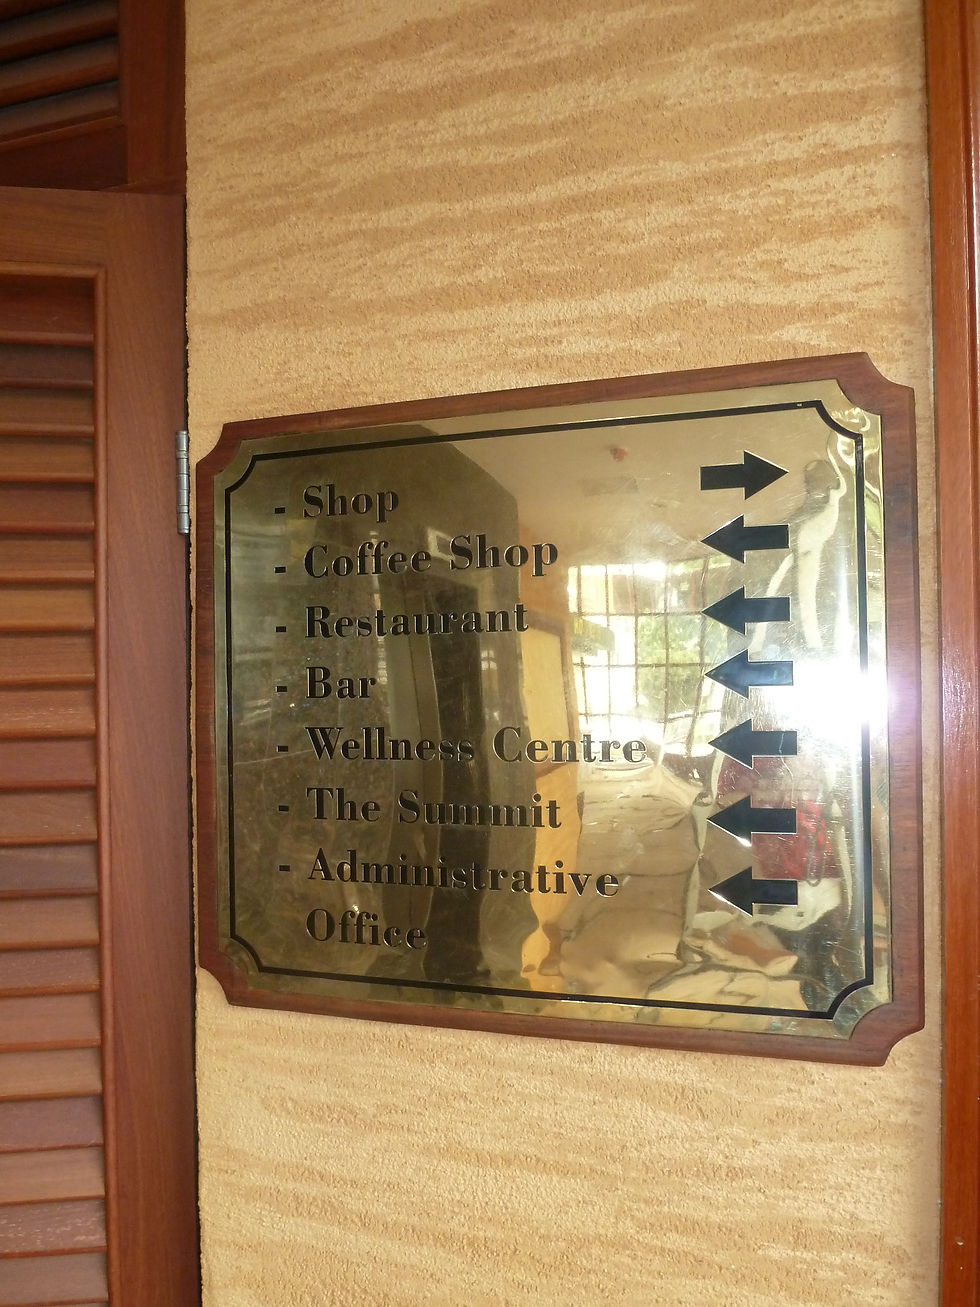 - Shop
- Coffee Shop
- Restaurant
- Bar
- Wellness Centre
- The Summit
- Administrative
Office